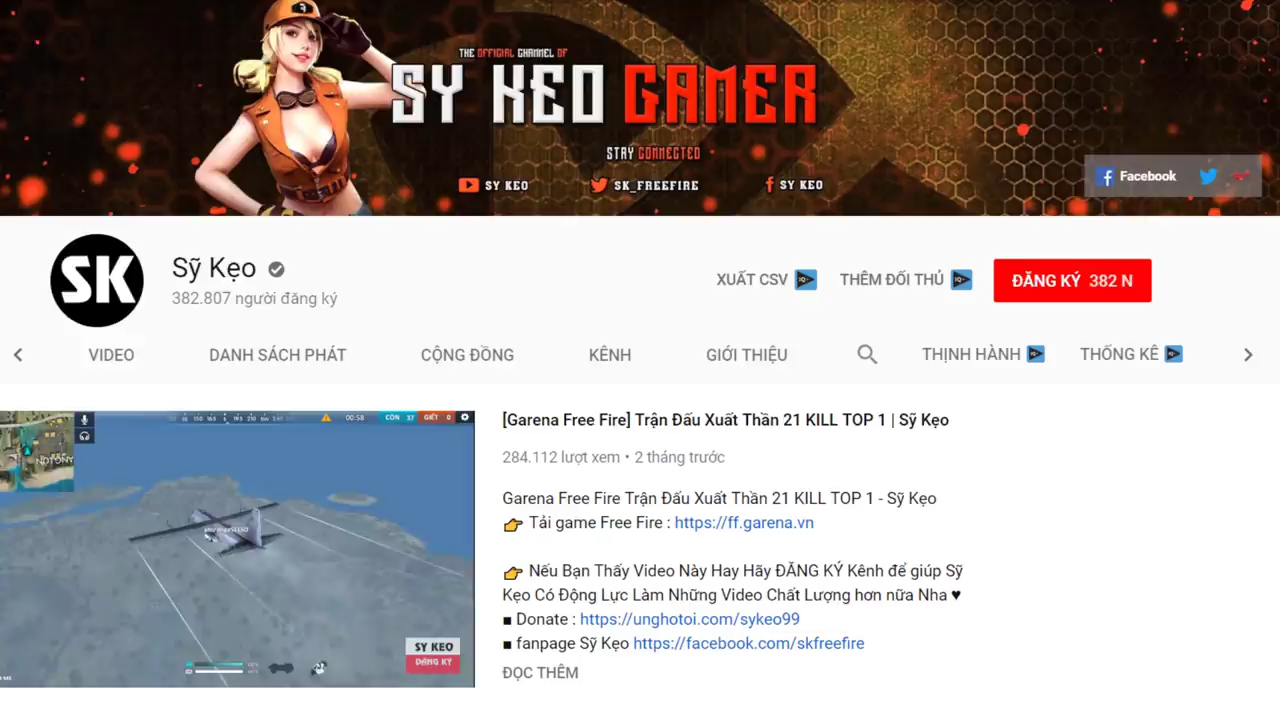 THE OFFICIAL CHANNEL OF
SY KEO GAMER
STAY CONNECTED
SY KEO SK_FREEFIRE SY KEO
Facebook
SK
Sỹ Kẹo
382.807 người đăng ký
XUẤT CSV THÊM ĐỐI THỦ ĐĂNG KÝ 382 N
VIDEO DANH SÁCH PHÁT CỘNG ĐỒNG KÊNH GIỚI THIỆU THỊNH HÀNH THỐNG KÊ
00:58 CÒN 37 GIẾT 0
SY KEO
ĐĂNG KÝ
[Garena Free Fire] Trận Đấu Xuất Thần 21 KILL TOP 1 | Sỹ Kẹo
284.112 lượt xem • 2 tháng trước
Garena Free Fire Trận Đấu Xuất Thần 21 KILL TOP 1 - Sỹ Kẹo
👉 Tải game Free Fire : https://ff.garena.vn
👉 Nếu Bạn Thấy Video Này Hay Hãy ĐĂNG KÝ Kênh để giúp Sỹ
Kẹo Có Động Lực Làm Những Video Chất Lượng hơn nữa Nha ♥
■ Donate : https://unghotoi.com/sykeo99
■ fanpage Sỹ Kẹo https://facebook.com/skfreefire
ĐỌC THÊM